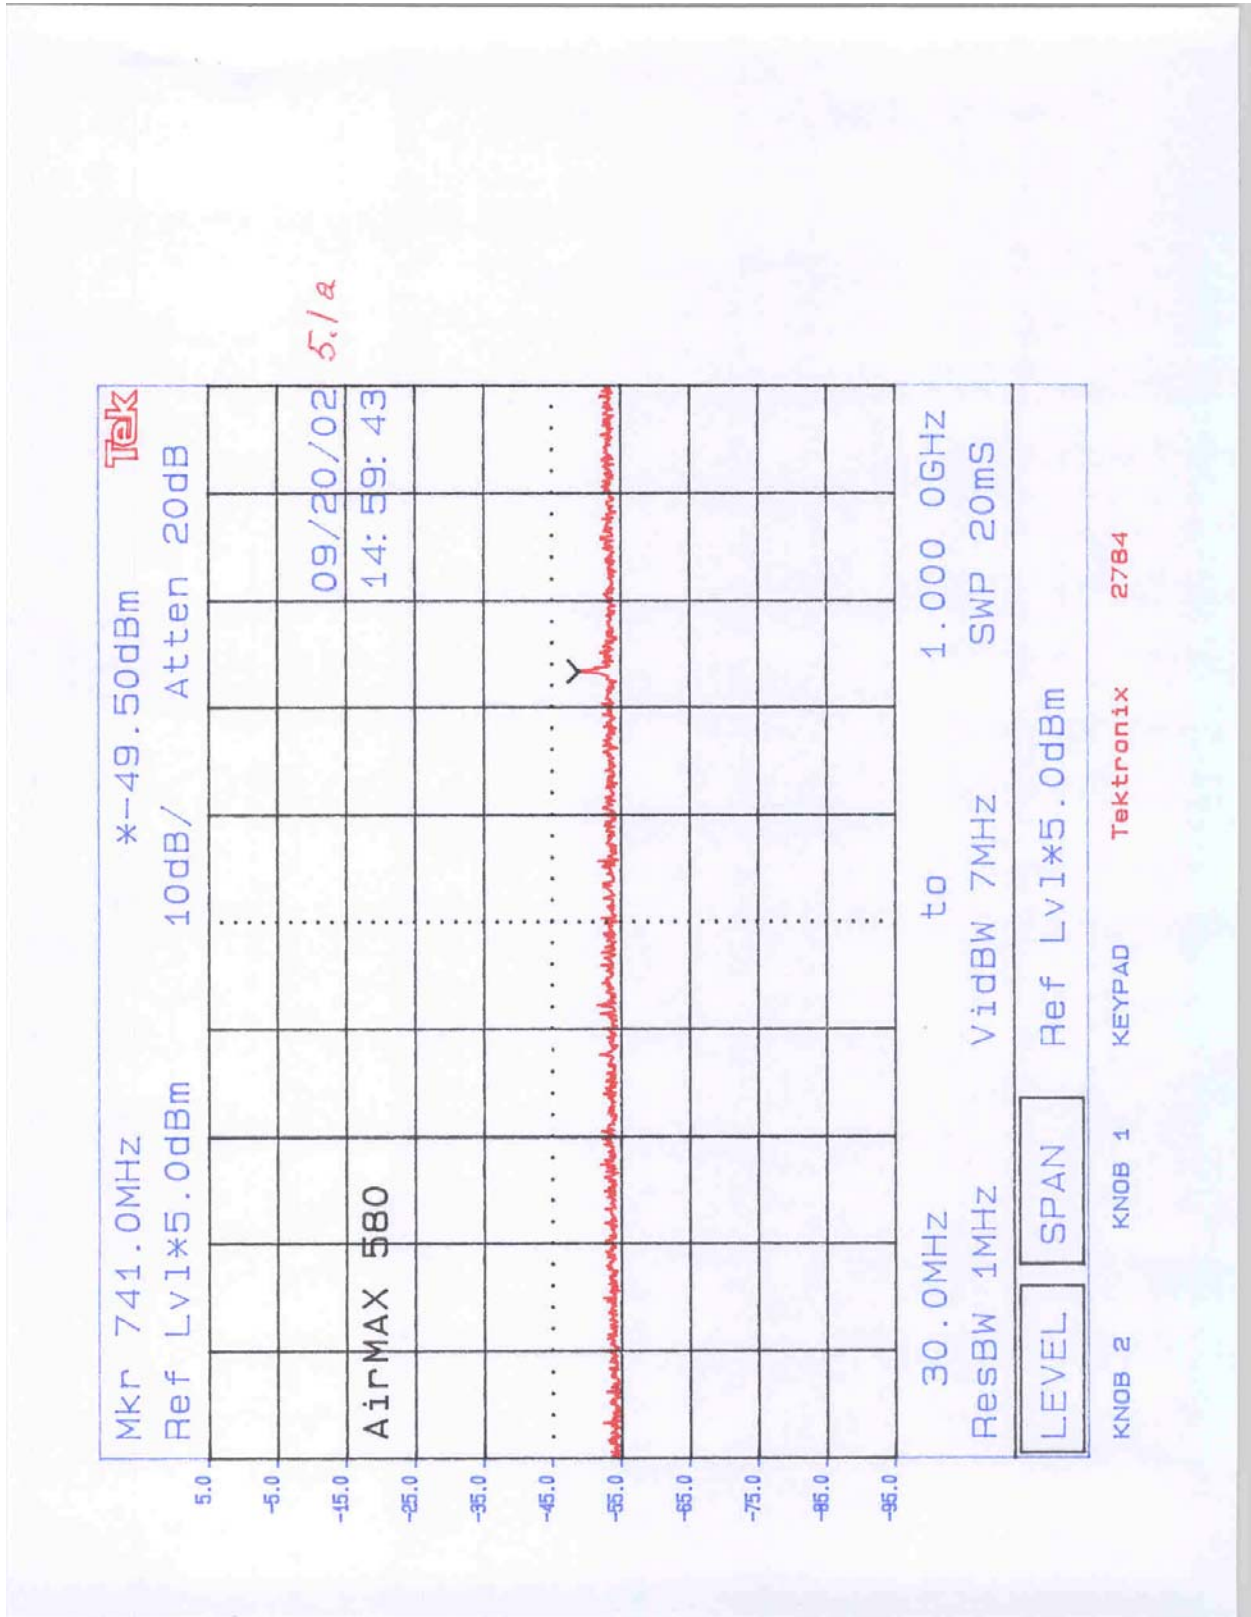 Mkr 741.0MHz *-49.50dBm Tek
Ref Lvl*5.0dBm 10dB/ Atten 20dB
5.0
-5.0
09/20/02 5.1a
-15.0
14:59:43
AirMAX 580
-25.0
-35.0
-45.0
-55.0
-65.0
-75.0
-85.0
-95.0
30.0MHz to 1.000 0GHz
ResBW 1MHz VidBW 7MHz SWP 20mS
LEVEL SPAN Ref Lvl*5.0dBm
KNOB 2 KNOB 1 KEYPAD Tektronix 2784